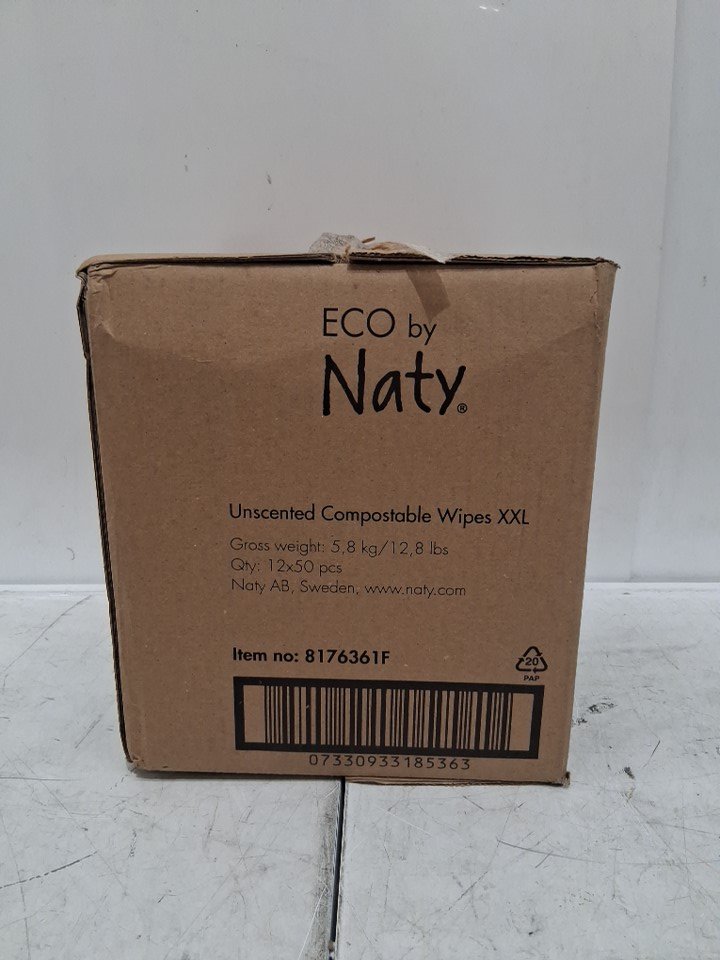 ECO by
Naty®
Unscented Compostable Wipes XXL
Gross weight: 5,8 kg/12,8 lbs
Qty: 12x50 pcs
Naty AB, Sweden, www.naty.com
Item no: 8176361F
20
PAP
07330933185363